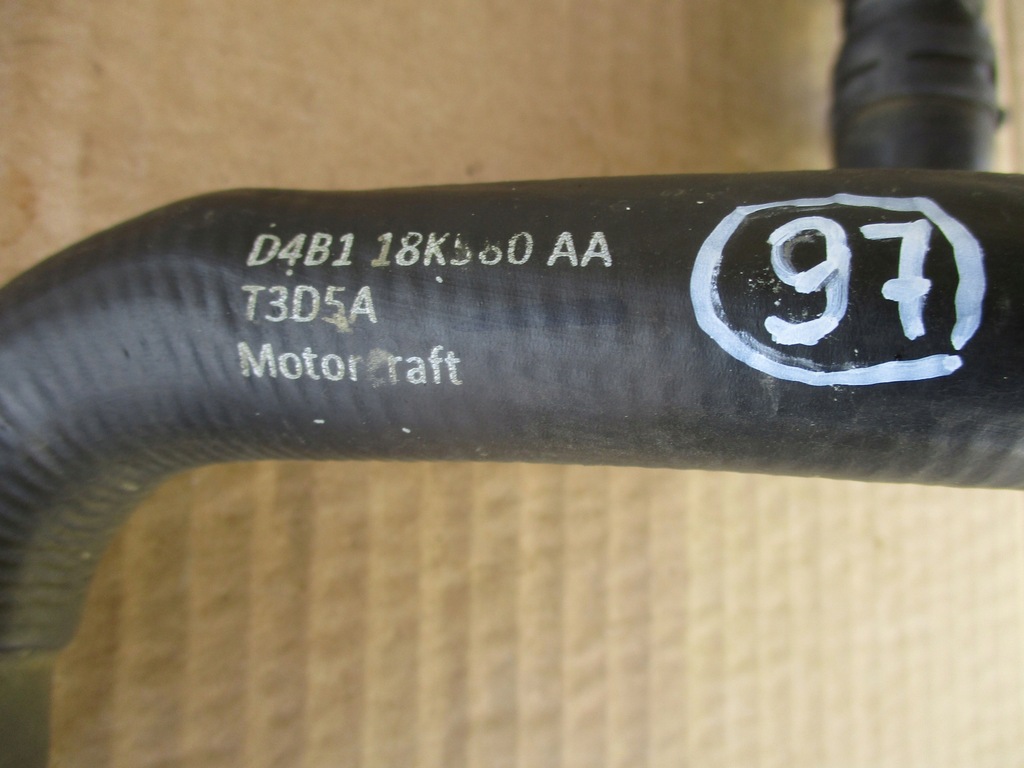 D4B1 18K580 AA
T3D5A
Motorcraft
97